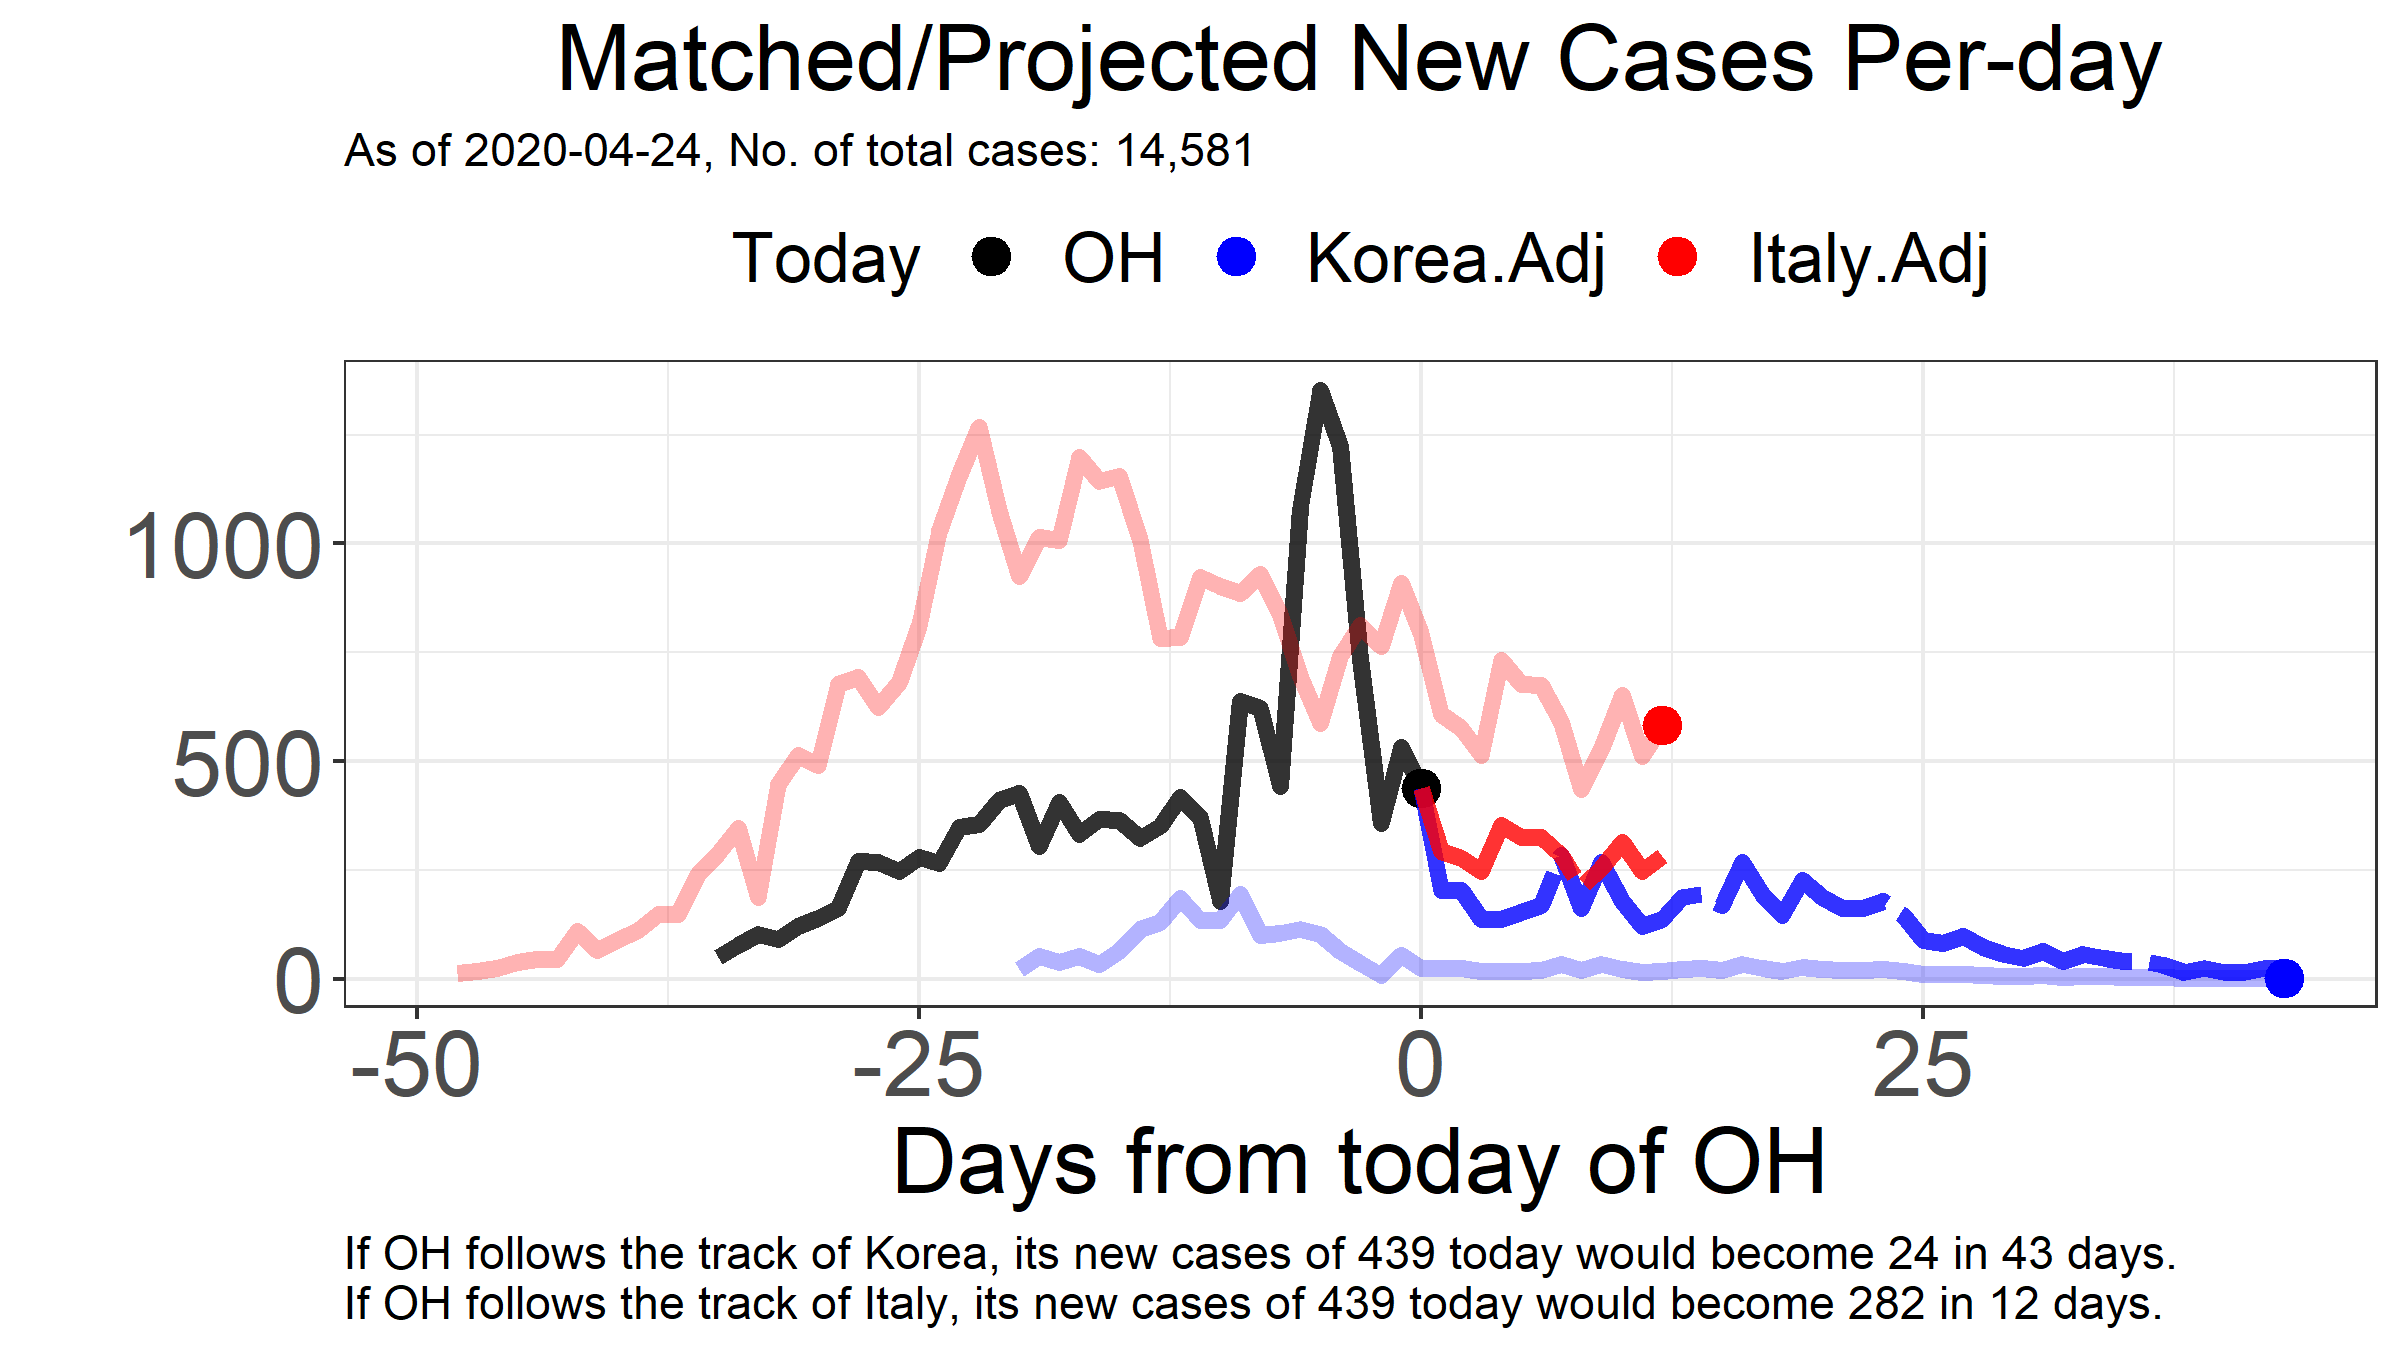 Matched/Projected New Cases Per-day
As of 2020-04-24, No. of total cases: 14,581
Today OH Korea.Adj Italy.Adj
1000
500
0
-50 -25 0 25
Days from today of OH
If OH follows the track of Korea, its new cases of 439 today would become 24 in 43 days.
If OH follows the track of Italy, its new cases of 439 today would become 282 in 12 days.